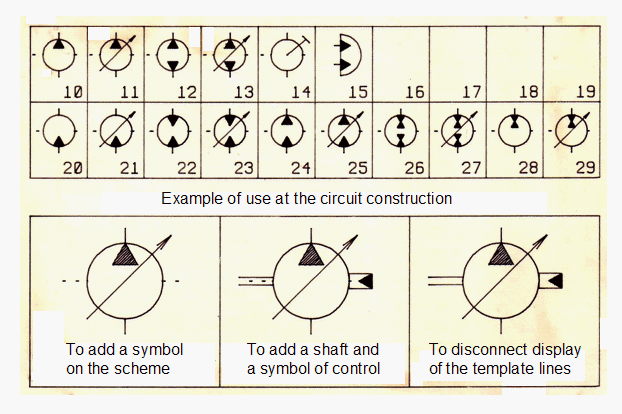 10 11 12 13 14 15 16 17 18 19
20 21 22 23 24 25 26 27 28 29
Example of use at the circuit construction
To add a symbol
on the scheme
To add a shaft and
a symbol of control
To disconnect display
of the template lines